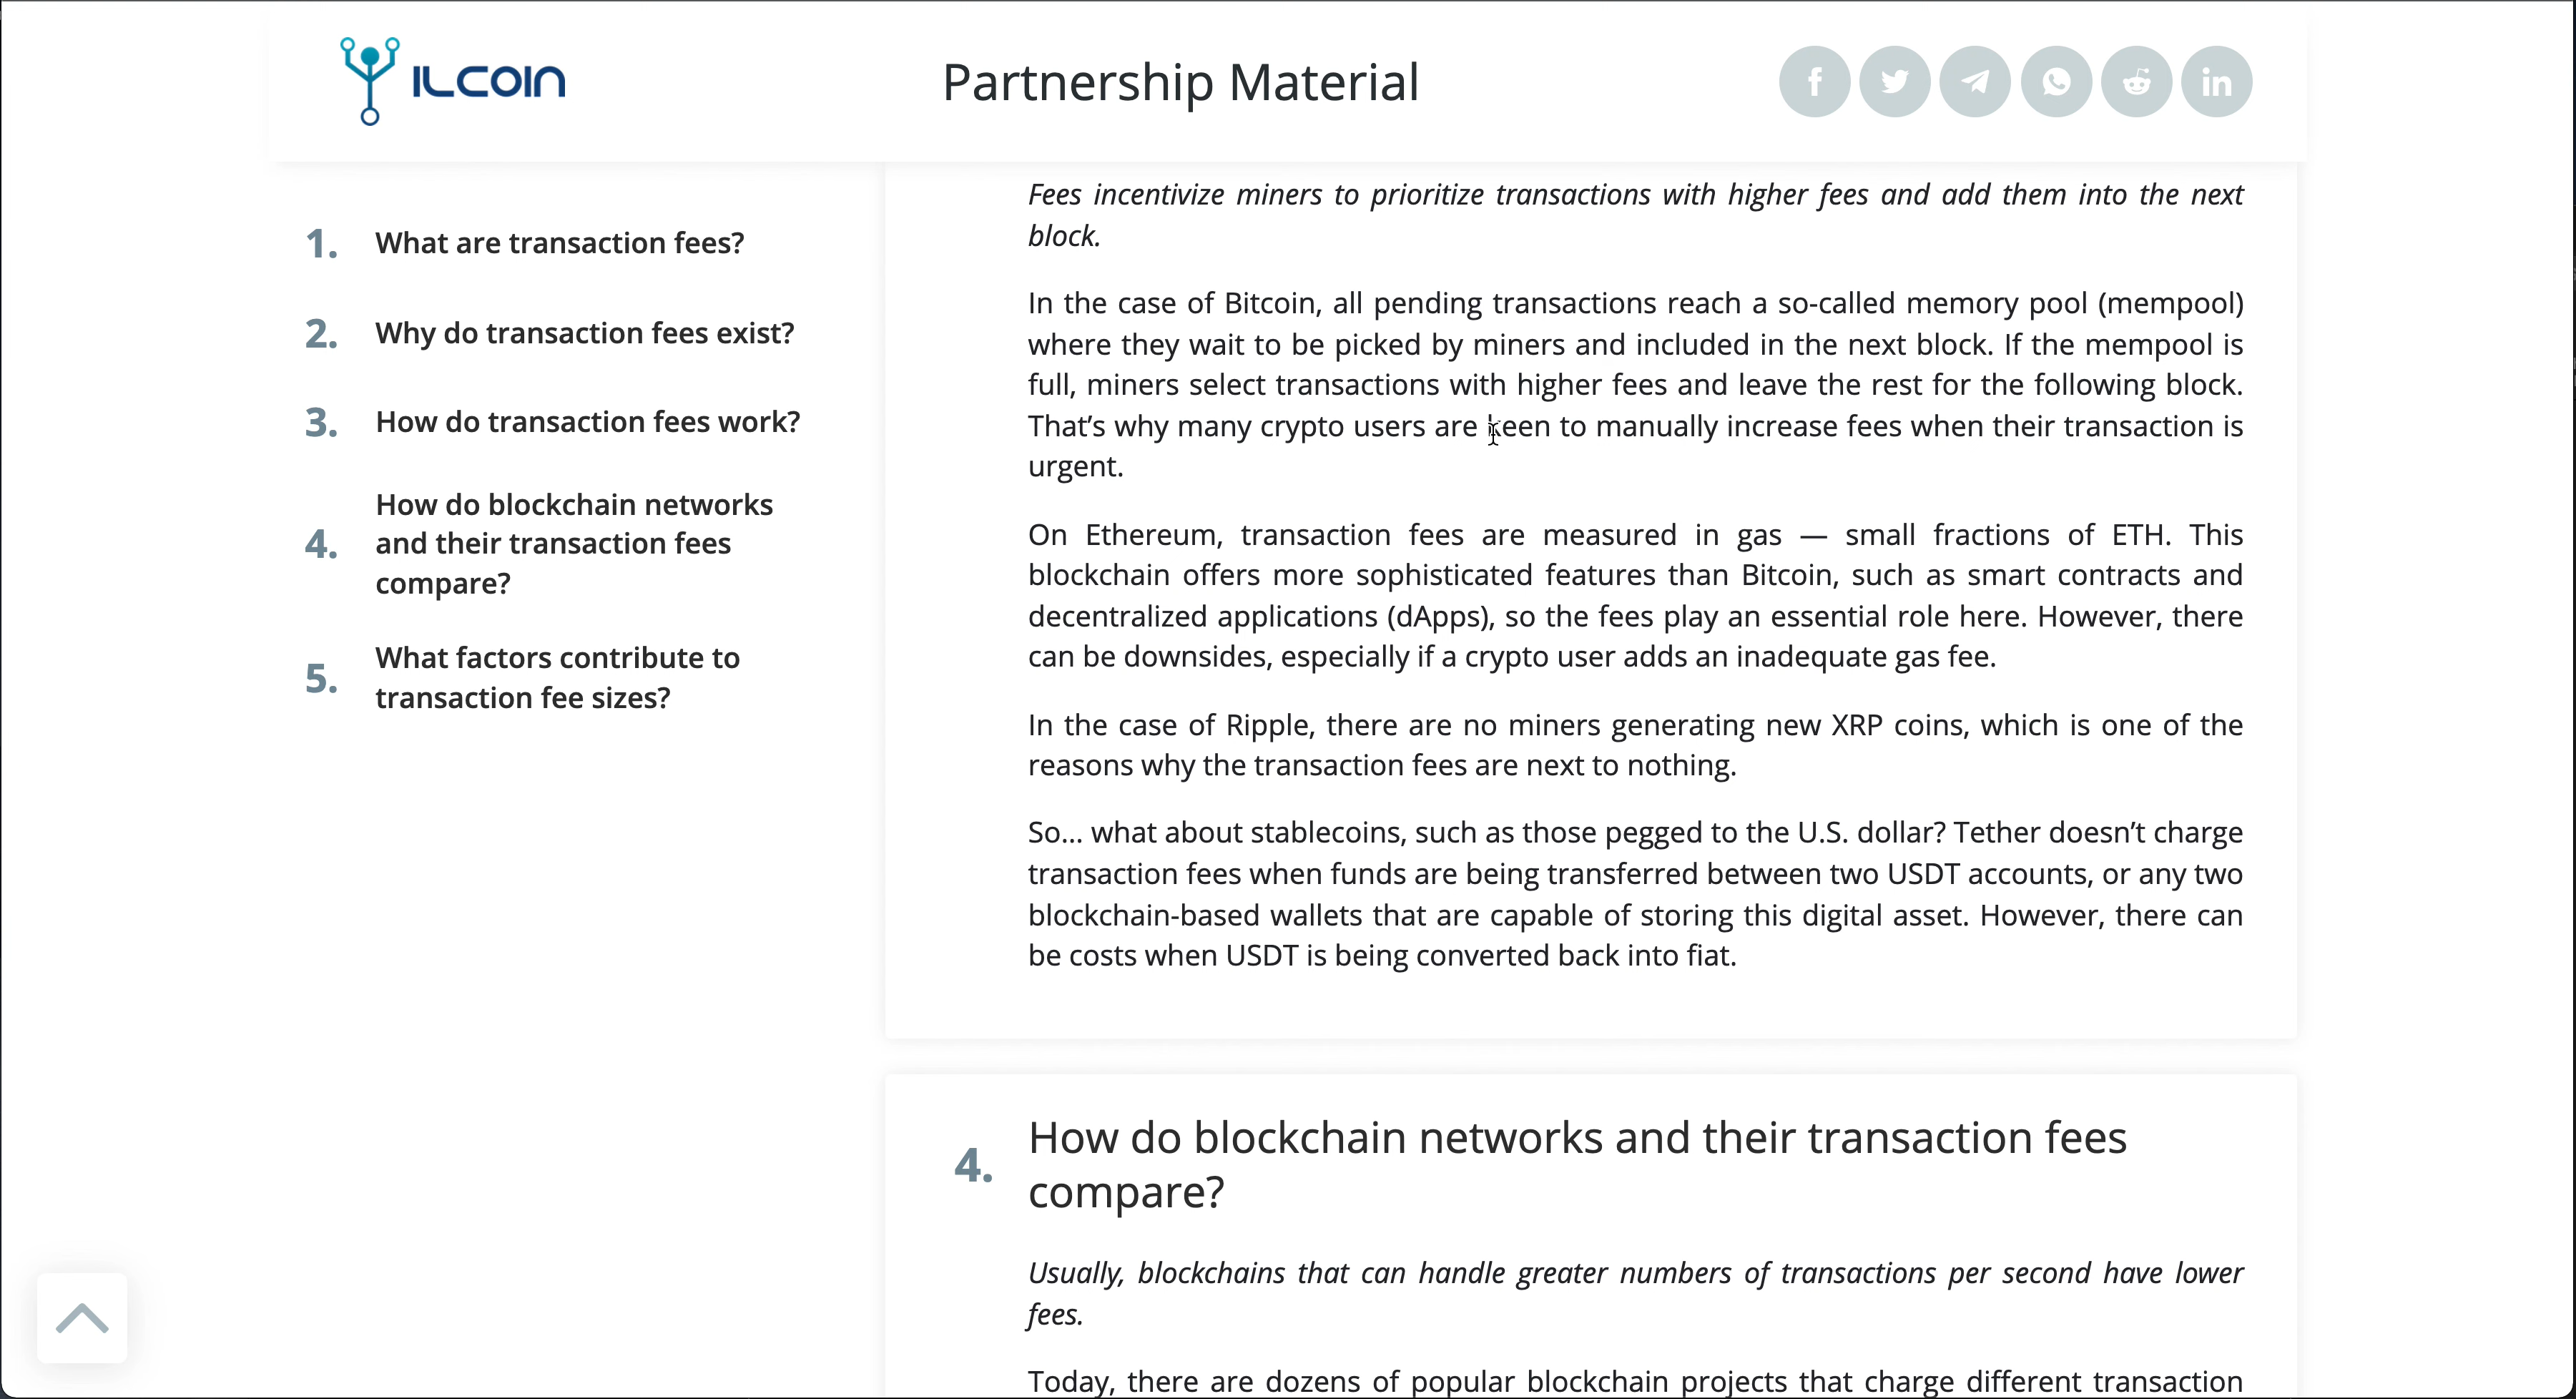 ILCOIN
Partnership Material
1. What are transaction fees?
2. Why do transaction fees exist?
3. How do transaction fees work?
4. How do blockchain networks
and their transaction fees
compare?
5. What factors contribute to
transaction fee sizes?
Fees incentivize miners to prioritize transactions with higher fees and add them into the next
block.
In the case of Bitcoin, all pending transactions reach a so-called memory pool (mempool)
where they wait to be picked by miners and included in the next block. If the mempool is
full, miners select transactions with higher fees and leave the rest for the following block.
That’s why many crypto users are keen to manually increase fees when their transaction is
urgent.
On Ethereum, transaction fees are measured in gas — small fractions of ETH. This
blockchain offers more sophisticated features than Bitcoin, such as smart contracts and
decentralized applications (dApps), so the fees play an essential role here. However, there
can be downsides, especially if a crypto user adds an inadequate gas fee.
In the case of Ripple, there are no miners generating new XRP coins, which is one of the
reasons why the transaction fees are next to nothing.
So… what about stablecoins, such as those pegged to the U.S. dollar? Tether doesn’t charge
transaction fees when funds are being transferred between two USDT accounts, or any two
blockchain-based wallets that are capable of storing this digital asset. However, there can
be costs when USDT is being converted back into fiat.
4. How do blockchain networks and their transaction fees
compare?
Usually, blockchains that can handle greater numbers of transactions per second have lower
fees.
Today, there are dozens of popular blockchain projects that charge different transaction